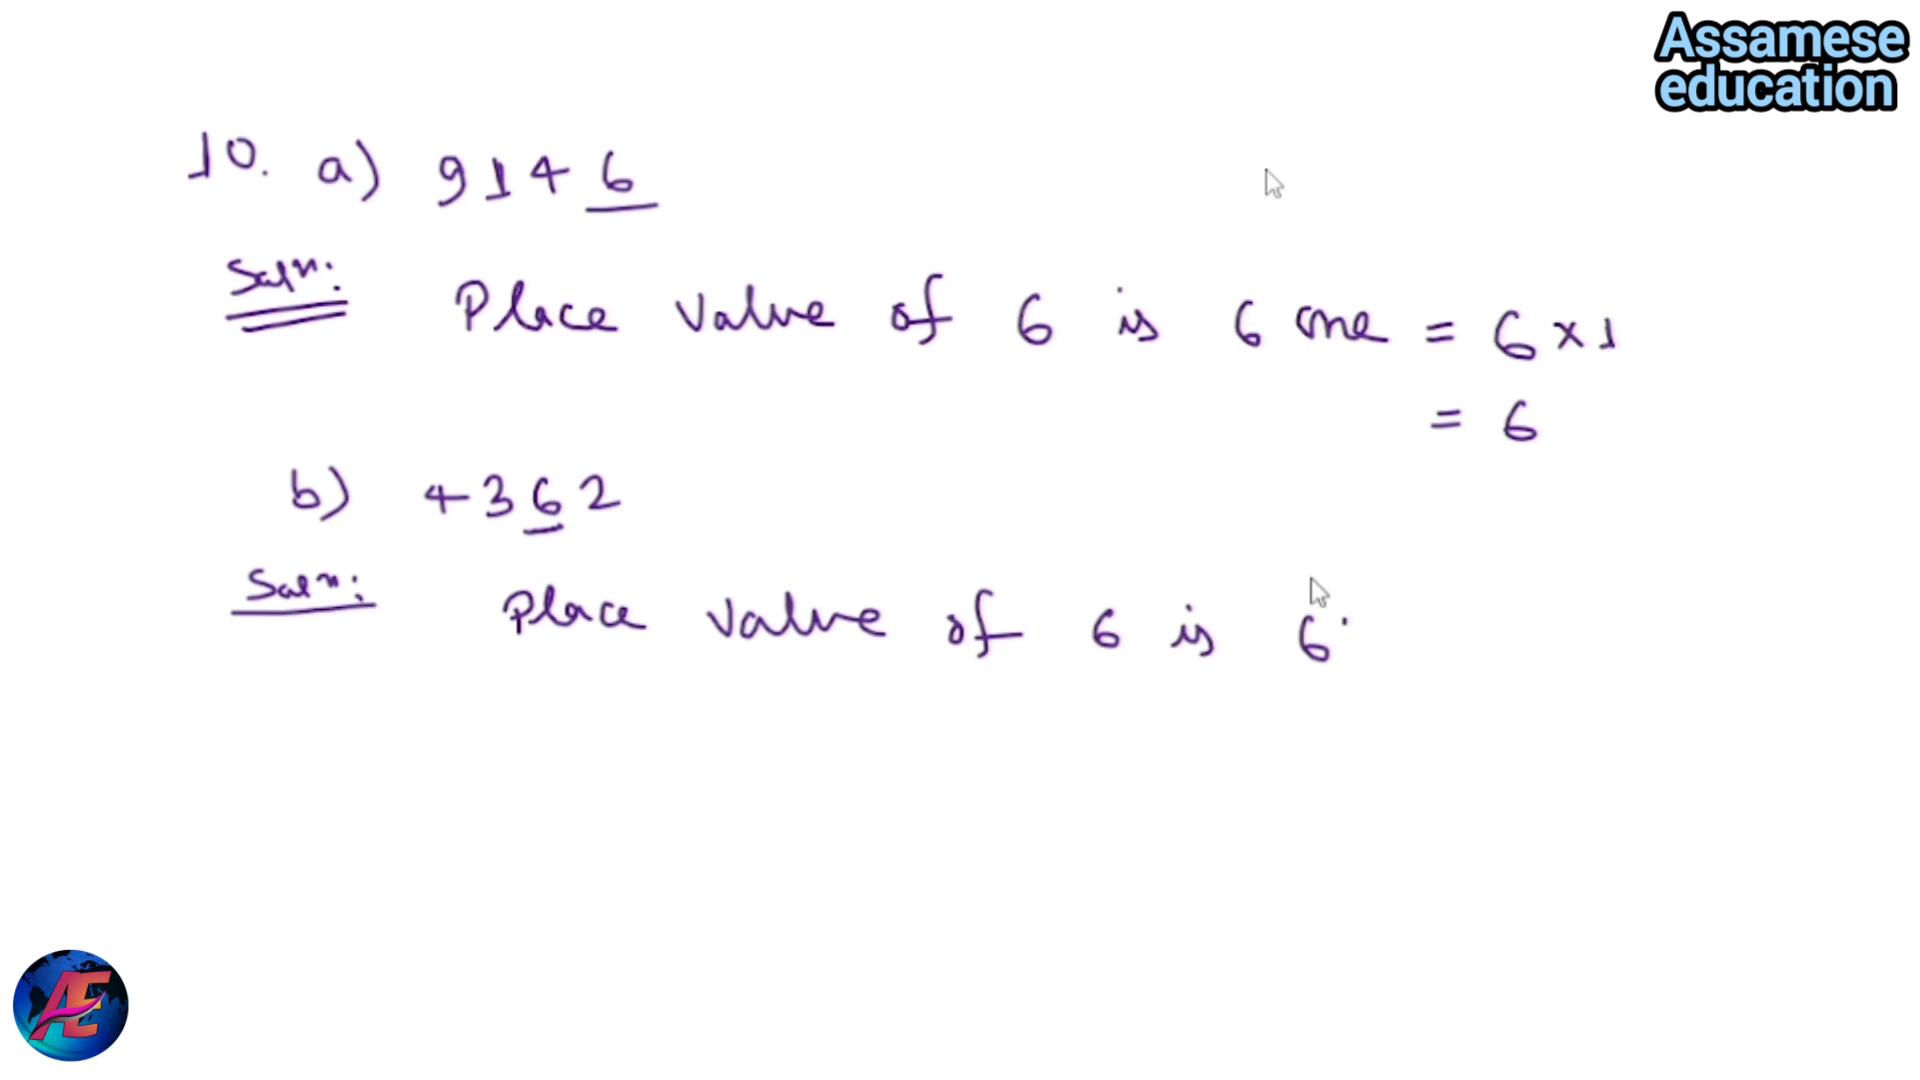 Assamese
education
10. a) 9146
Soln:
Place value of 6 is 6 one = 6 × 1
= 6
b) 4362
Soln:
Place value of 6 is 6
AE